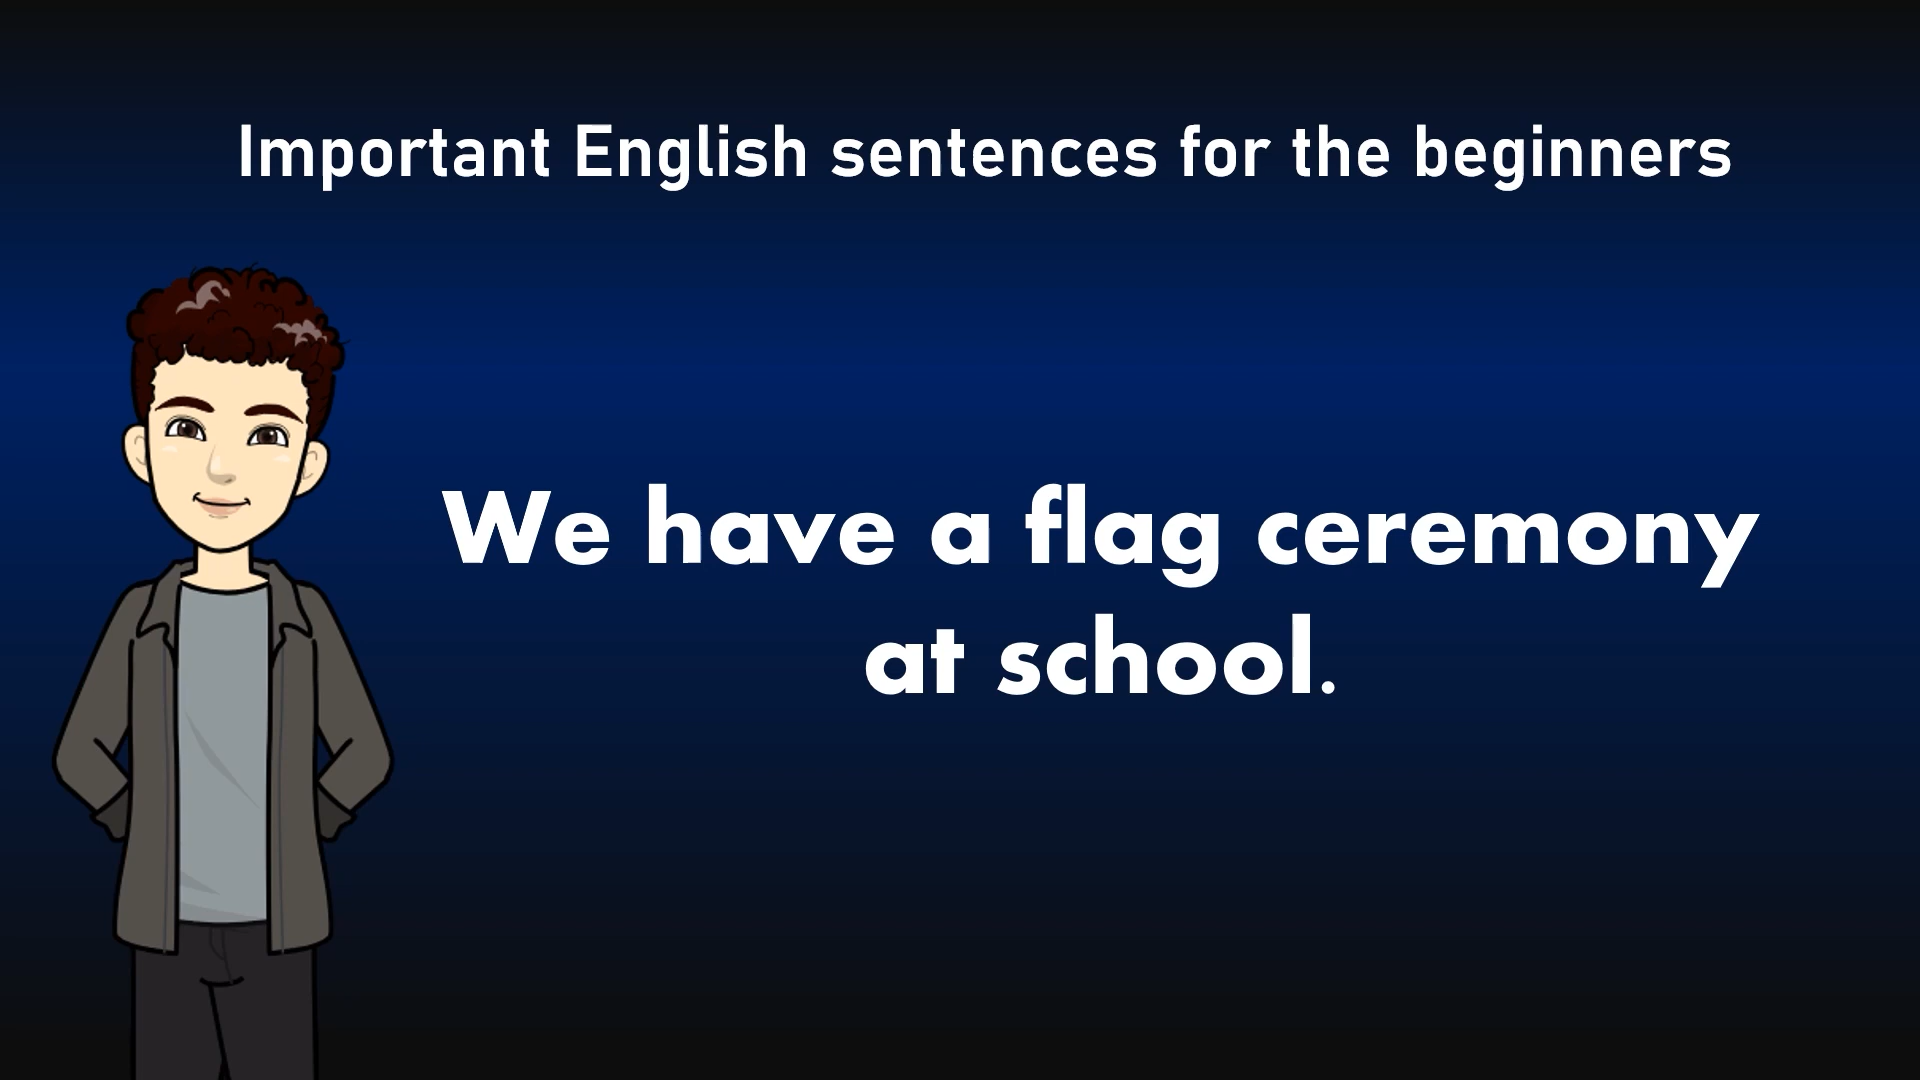 Important English sentences for the beginners
We have a flag ceremony
at school.